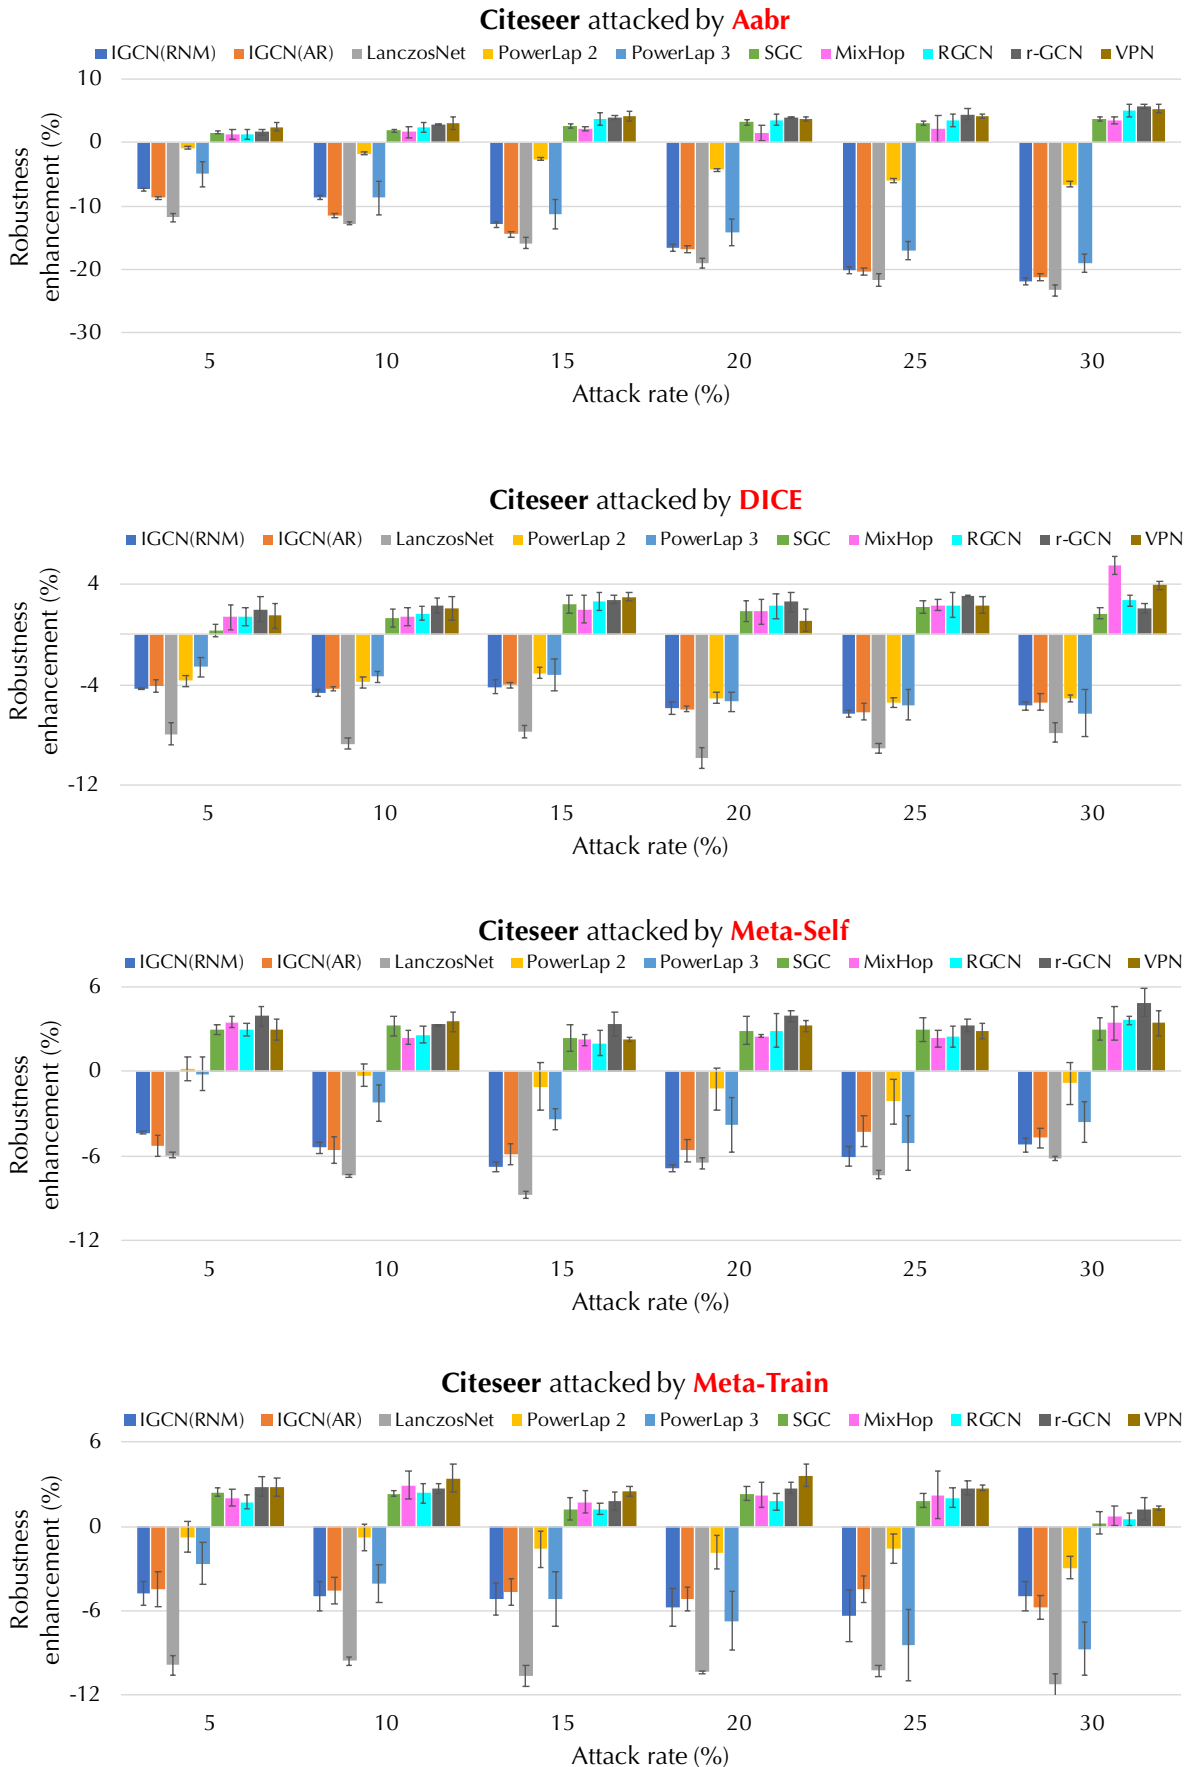 Citeseer attacked by Aabr
IGCN(RNM) IGCN(AR) LanczosNet PowerLap 2 PowerLap 3 SGC MixHop RGCN r-GCN VPN
10
0
-10
-20
-30
Robustness
enhancement (%)
5 10 15 20 25 30
Attack rate (%)
Citeseer attacked by DICE
IGCN(RNM) IGCN(AR) LanczosNet PowerLap 2 PowerLap 3 SGC MixHop RGCN r-GCN VPN
4
-4
-12
Robustness
enhancement (%)
5 10 15 20 25 30
Attack rate (%)
Citeseer attacked by Meta-Self
IGCN(RNM) IGCN(AR) LanczosNet PowerLap 2 PowerLap 3 SGC MixHop RGCN r-GCN VPN
6
0
-6
-12
Robustness
enhancement (%)
5 10 15 20 25 30
Attack rate (%)
Citeseer attacked by Meta-Train
IGCN(RNM) IGCN(AR) LanczosNet PowerLap 2 PowerLap 3 SGC MixHop RGCN r-GCN VPN
6
0
-6
-12
Robustness
enhancement (%)
5 10 15 20 25 30
Attack rate (%)